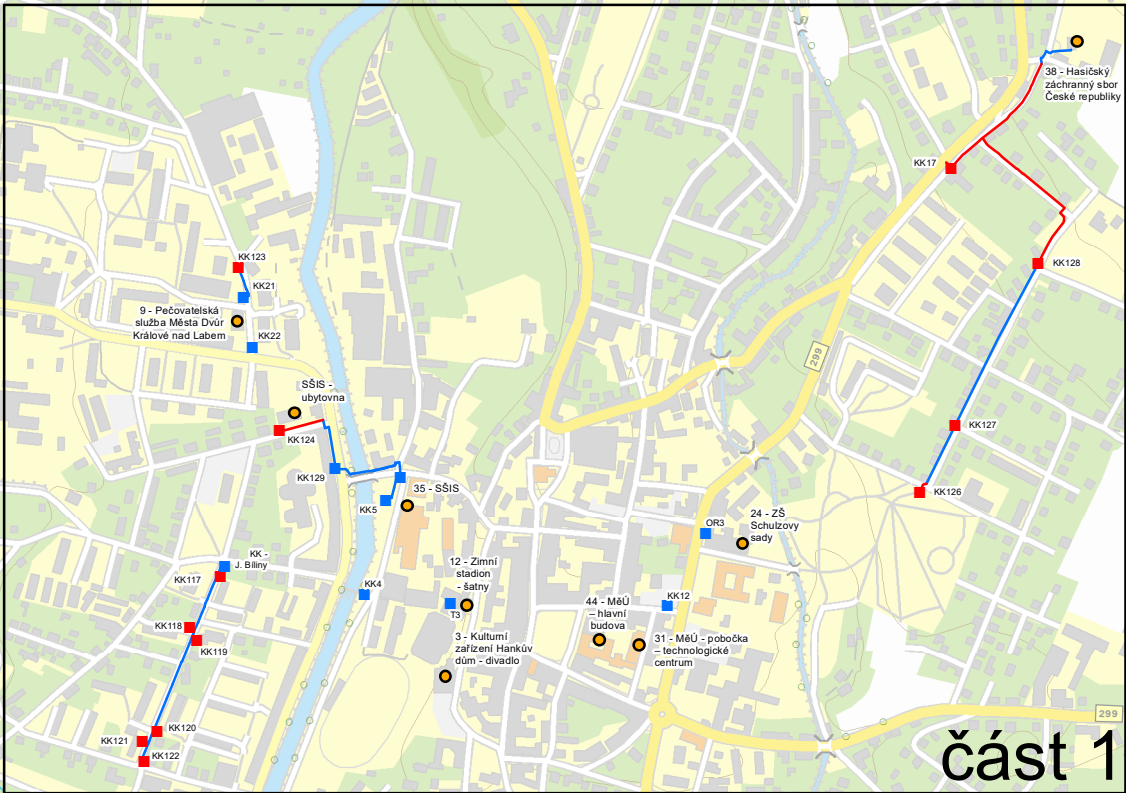 38 - Hasičský
záchranný sbor
České republiky
KK17
KK123
KK128
KK21
9 - Pečovatelská
služba Města Dvůr
Králové nad Labem
KK22
299
SŠIS -
ubytovna
KK124
KK127
KK129
35 - SŠIS
KK5
KK126
24 - ZŠ
Schulzovy
sady
OR3
KK -
J. Bíliny
KK117
12 - Zimní
stadion
- šatny
KK4
T3
44 - MěÚ
– hlavní
budova
KK12
KK118
KK119
3 - Kulturní
zařízení Hankův
dům - divadlo
31 - MěÚ - pobočka
– technologické
centrum
KK120
KK121
KK122
299
část 1